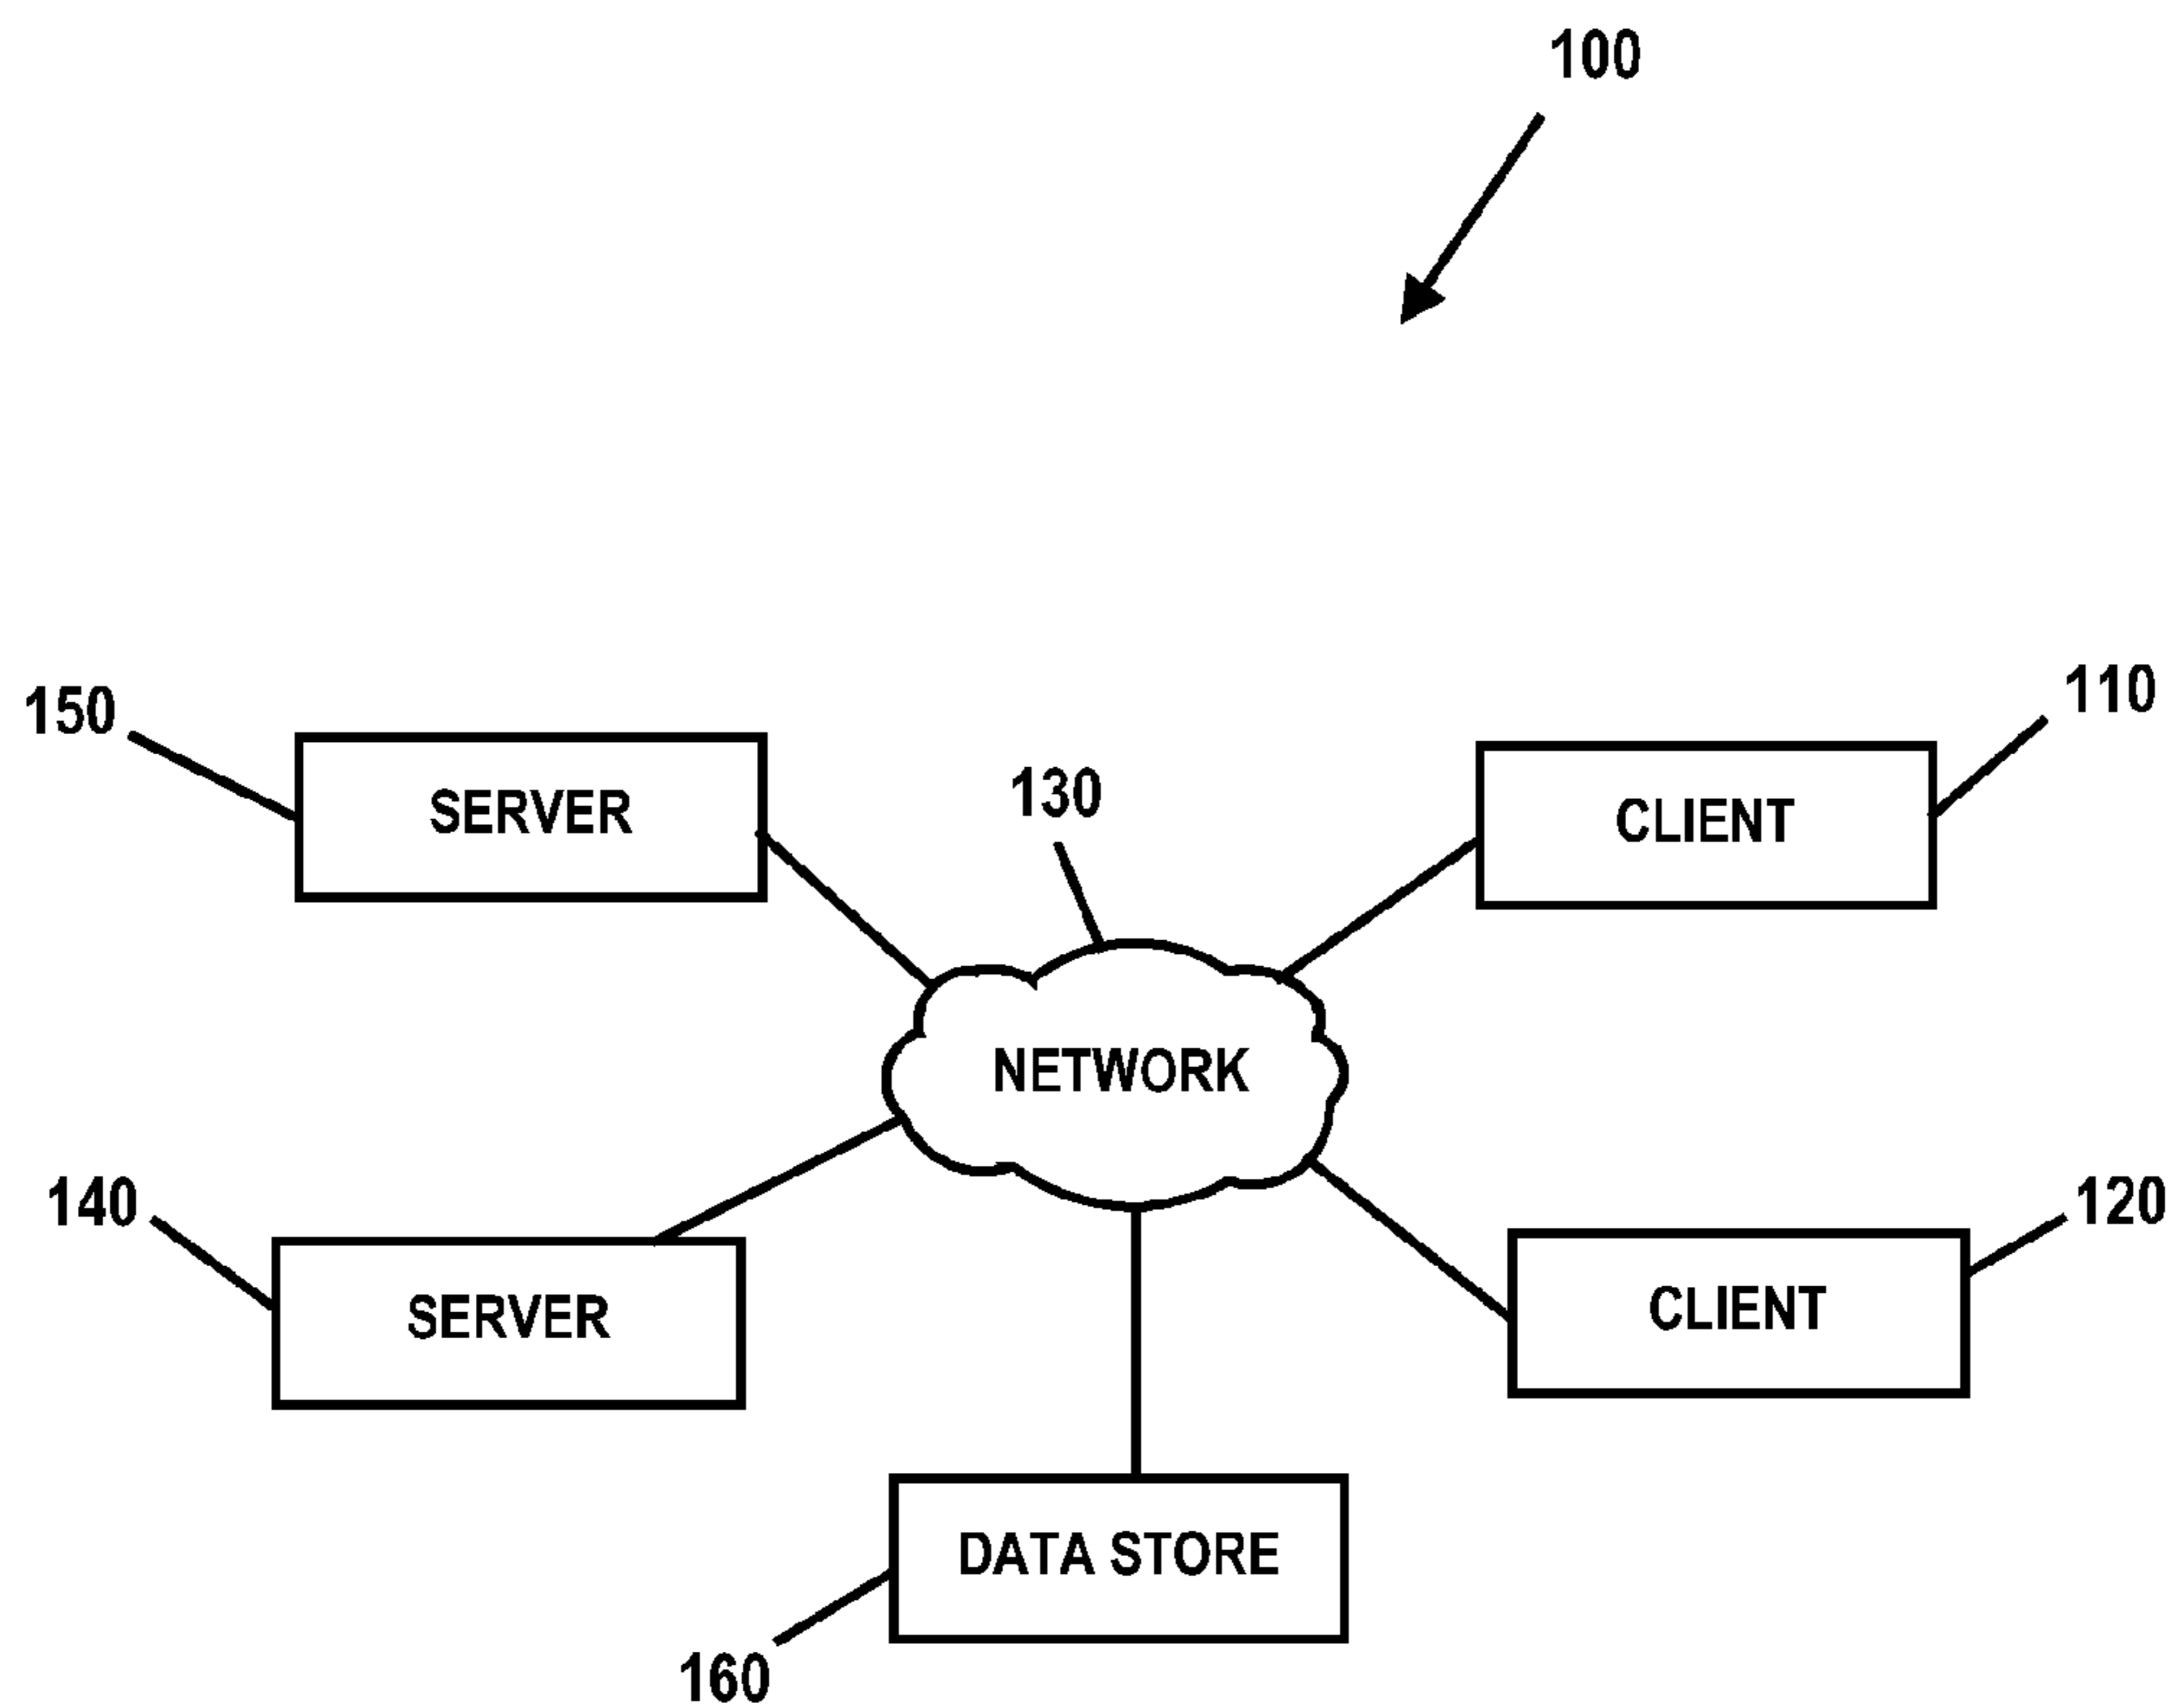 100
150
110
SERVER
130
CLIENT
NETWORK
140
120
SERVER
CLIENT
DATA STORE
160